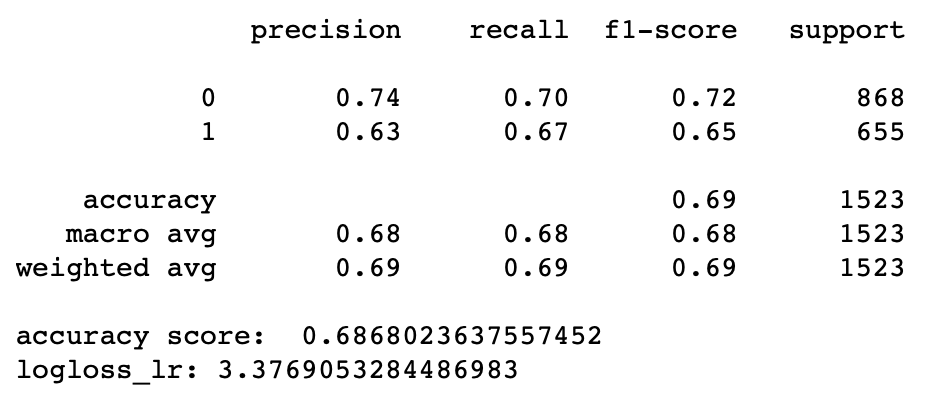 precision recall f1-score support
0 0.74 0.70 0.72 868
1 0.63 0.67 0.65 655
accuracy 0.69 1523
macro avg 0.68 0.68 0.68 1523
weighted avg 0.69 0.69 0.69 1523
accuracy score: 0.6868023637557452
logloss_lr: 3.3769053284486983